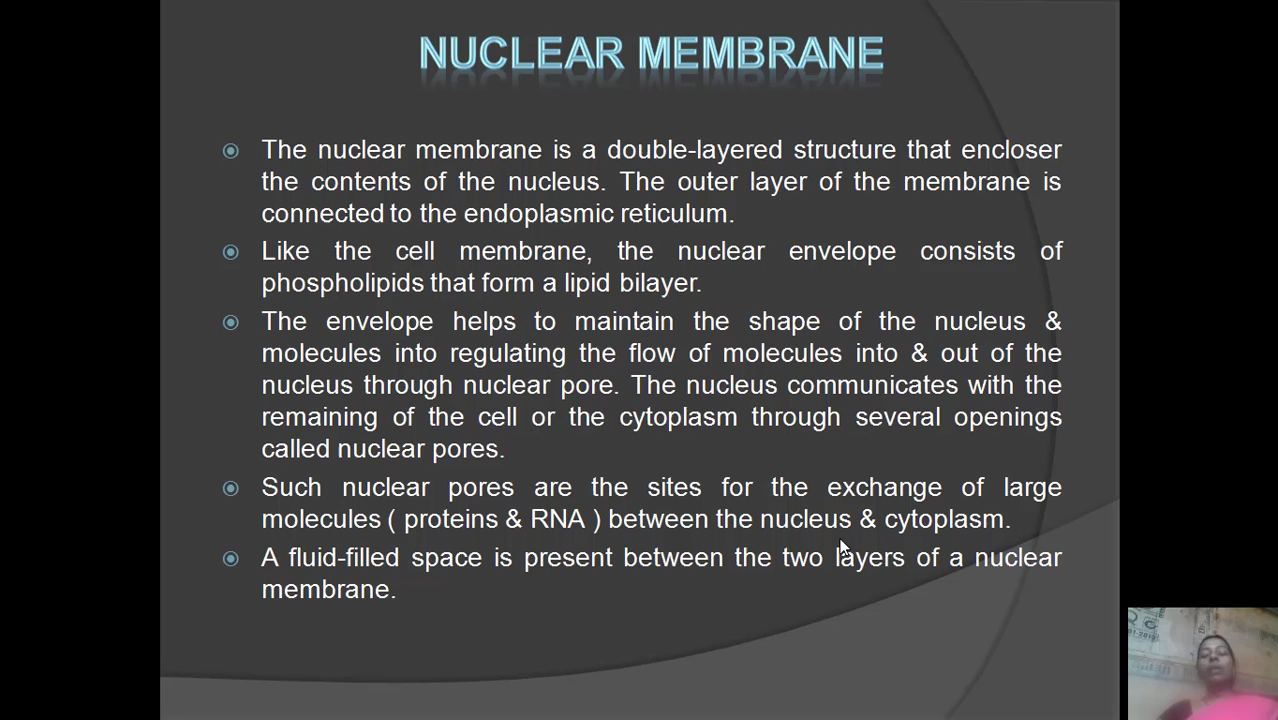 NUCLEAR MEMBRANE
The nuclear membrane is a double-layered structure that encloser
the contents of the nucleus. The outer layer of the membrane is
connected to the endoplasmic reticulum.
Like the cell membrane, the nuclear envelope consists of
phospholipids that form a lipid bilayer.
The envelope helps to maintain the shape of the nucleus &
molecules into regulating the flow of molecules into & out of the
nucleus through nuclear pore. The nucleus communicates with the
remaining of the cell or the cytoplasm through several openings
called nuclear pores.
Such nuclear pores are the sites for the exchange of large
molecules ( proteins & RNA ) between the nucleus & cytoplasm.
A fluid-filled space is present between the two layers of a nuclear
membrane.